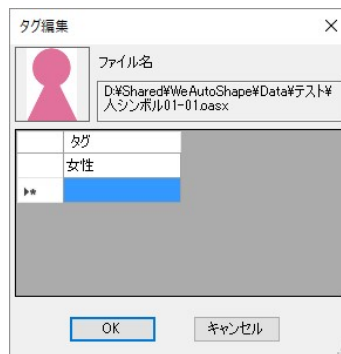 タグ編集
ファイル名
D:¥Shared¥WeAutoShape¥Data¥テスト¥
人シンボル01-01.oasx
タグ
女性
OK
キャンセル